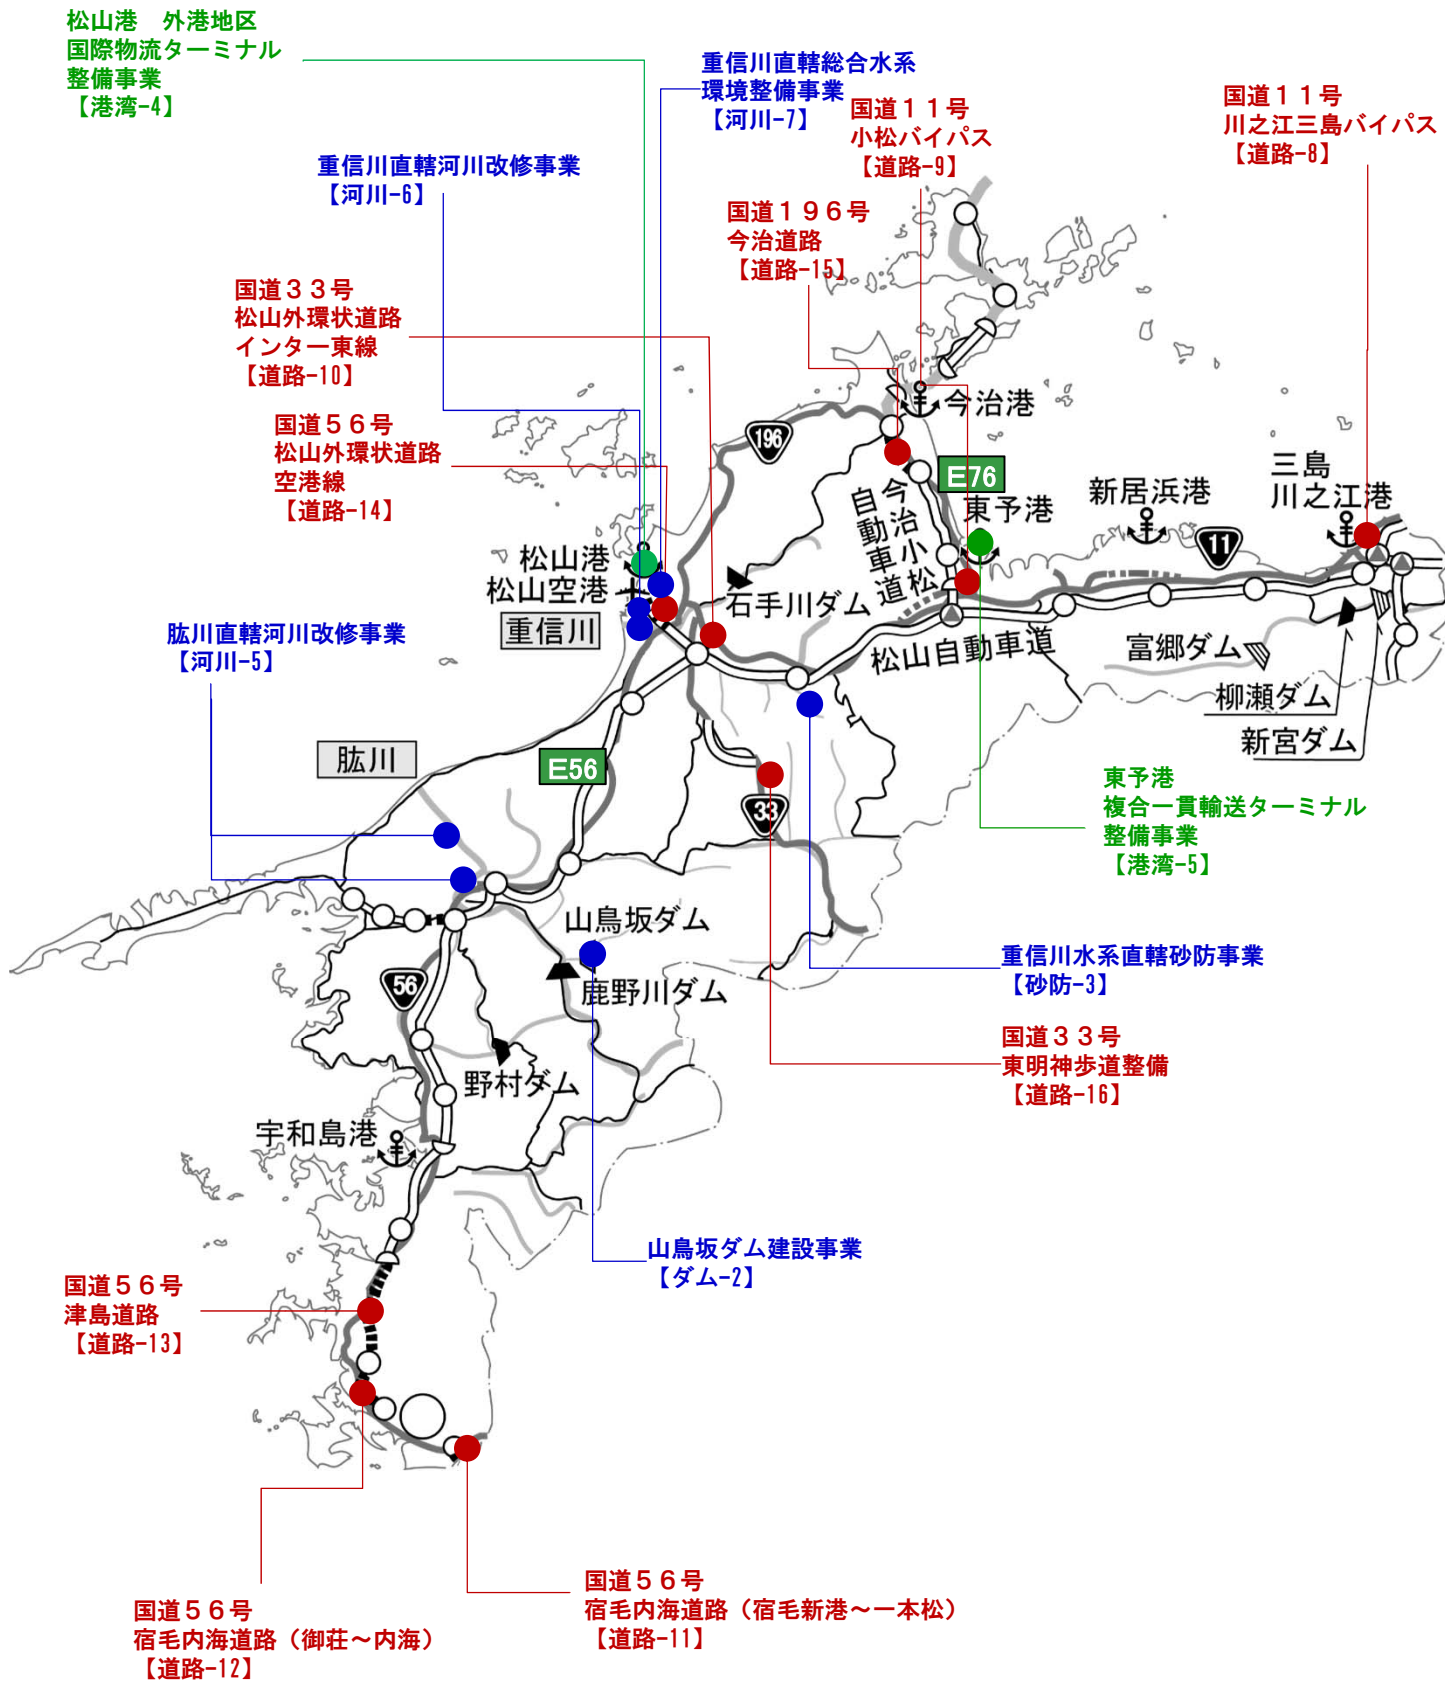 松山港　外港地区
国際物流ターミナル
整備事業
【港湾-4】
重信川直轄総合水系
環境整備事業
【河川-7】
国道１１号
小松バイパス
【道路-9】
国道１１号
川之江三島バイパス
【道路-8】
重信川直轄河川改修事業
【河川-6】
国道１９６号
今治道路
【道路-15】
国道３３号
松山外環状道路
インター東線
【道路-10】
国道５６号
松山外環状道路
空港線
【道路-14】
今治港
196
E76
今治小松
自動車道
東予港
新居浜港
三島
川之江港
11
松山港
松山空港
重信川
石手川ダム
松山自動車道
富郷ダム
柳瀬ダム
新宮ダム
肱川直轄河川改修事業
【河川-5】
肱川
E56
33
東予港
複合一貫輸送ターミナル
整備事業
【港湾-5】
山鳥坂ダム
鹿野川ダム
56
野村ダム
重信川水系直轄砂防事業
【砂防-3】
国道３３号
東明神歩道整備
【道路-16】
宇和島港
山鳥坂ダム建設事業
【ダム-2】
国道５６号
津島道路
【道路-13】
国道５６号
宿毛内海道路（宿毛新港～一本松）
【道路-11】
国道５６号
宿毛内海道路（御荘～内海）
【道路-12】